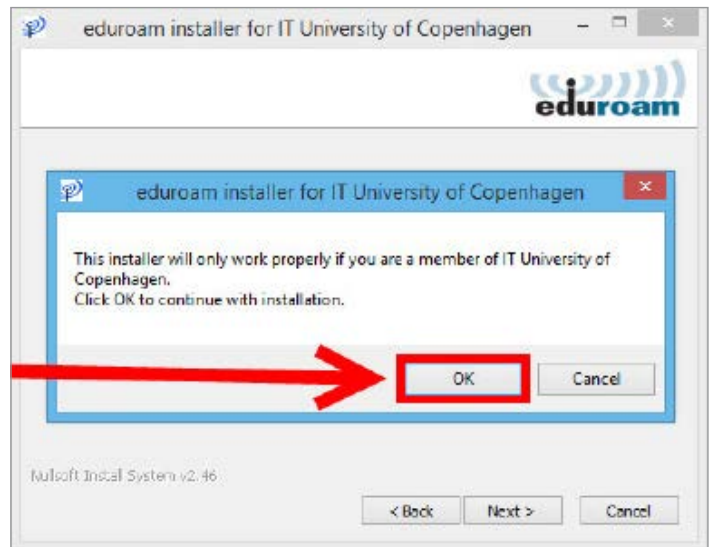 eduroam installer for IT University of Copenhagen
eduroam
eduroam installer for IT University of Copenhagen
This installer will only work properly if you are a member of IT University of
Copenhagen.
Click OK to continue with installation.
OK Cancel
Nullsoft Install System v2.46
< Back Next > Cancel